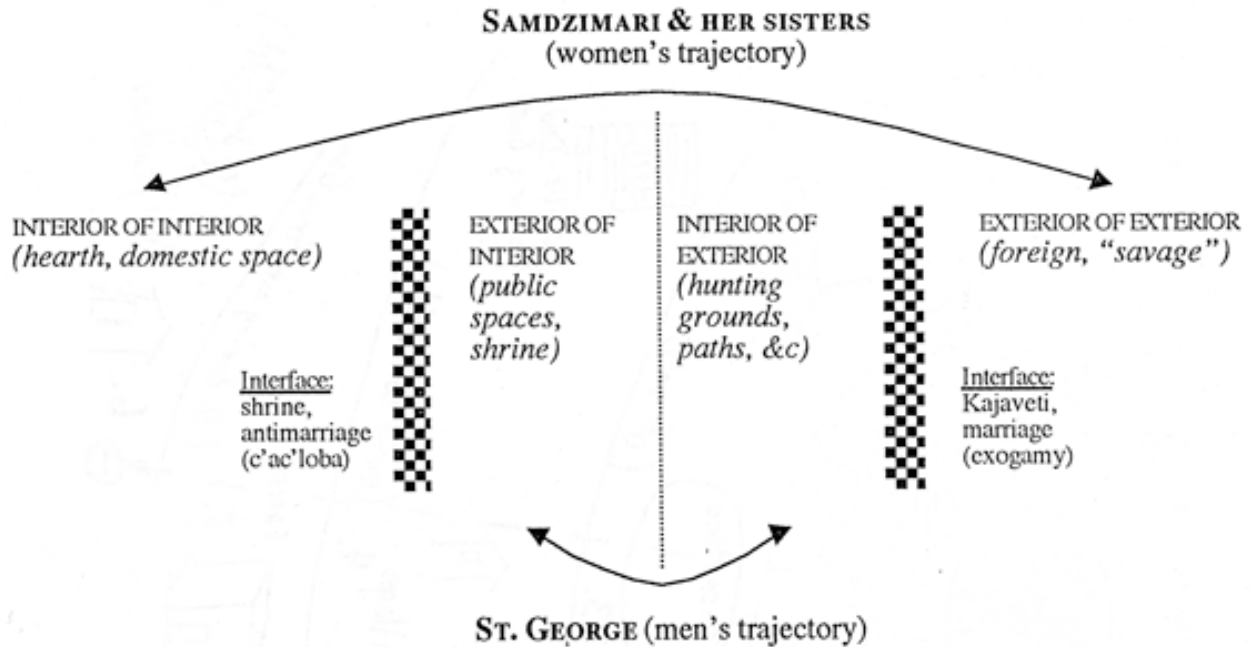 SAMDZIMARI & HER SISTERS
(women's trajectory)
INTERIOR OF INTERIOR
(hearth, domestic space)
EXTERIOR OF
INTERIOR
(public
spaces,
shrine)
INTERIOR OF
EXTERIOR
(hunting
grounds,
paths, &c)
EXTERIOR OF EXTERIOR
(foreign, "savage")
Interface:
shrine,
antimarriage
(c'ac'loba)
Interface:
Kajaveti,
marriage
(exogamy)
ST. GEORGE (men's trajectory)